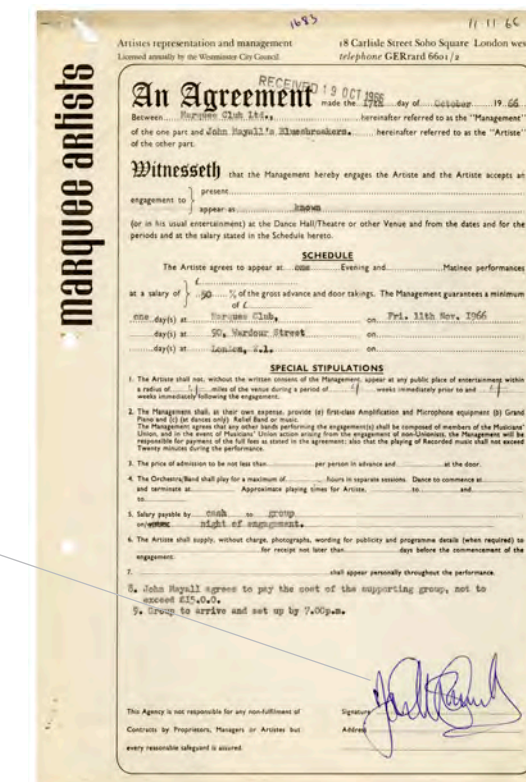 1683
11 11 66
marquee artists
Artistes representation and management
18 Carlisle Street Soho Square London wes
Licensed annually by the Westminster City Council.
telephone GERrard 6601/2
RECEIVED 19 OCT 1966
An Agreement made the 17th day of October 19 66
Between Marquee Club Ltd., hereinafter referred to as the "Management"
of the one part and John Mayall's Bluesbreakers. hereinafter referred to as the "Artiste"
of the other part.
Witnesseth that the Management hereby engages the Artiste and the Artiste accepts an
engagement to } present
appear as known
(or in his usual entertainment) at the Dance Hall/Theatre or other Venue and from the dates and for the
periods and at the salary stated in the Schedule hereto.
SCHEDULE
The Artiste agrees to appear at one Evening and Matinee performances
at a salary of } £
50 % of the gross advance and door takings. The Management guarantees a minimum
of £
one day(s) at Marquee Club, on Fri. 11th Nov. 1966
day(s) at 90, Wardour Street on
day(s) at London, W.1. on
SPECIAL STIPULATIONS
1. The Artiste shall not, without the written consent of the Management, appear at any public place of entertainment within
a radius of miles of the venue during a period of weeks immediately prior to and
weeks immediately following the engagement.
2. The Management shall, at their own expense, provide (a) first-class Amplification and Microphone equipment (b) Grand
Piano and (c) (at dances only) Relief Band or music.
The Management agrees that any other bands performing the engagement(s) shall be composed of members of the Musicians'
Union, and in the event of Musicians' Union action arising from the engagement of non-Unionists, the Management will be
responsible for payment of the full fees as stated in the agreement; also that the playing of Recorded music shall not exceed
Twenty minutes during the performance.
3. The price of admission to be not less than per person in advance and at the door.
4. The Orchestra/Band shall play for a maximum of hours in separate sessions. Dance to commence at
and terminate at Approximate playing times for Artiste. to and
to
5. Salary payable by cash to group
on night of engagement.
6. The Artiste shall supply, without charge, photographs, wording for publicity and programme details (when required) to
for receipt not later than days before the commencement of the
engagement.
7. shall appear personally throughout the performance.
8. John Mayall agrees to pay the cost of the supporting group, not to
exceed £15.0.0.
9. Group to arrive and set up by 7.00p.m.
This Agency is not responsible for any non-fulfilment of
Contracts by Proprietors, Managers or Artistes but
every reasonable safeguard is assured.
Signature
Address